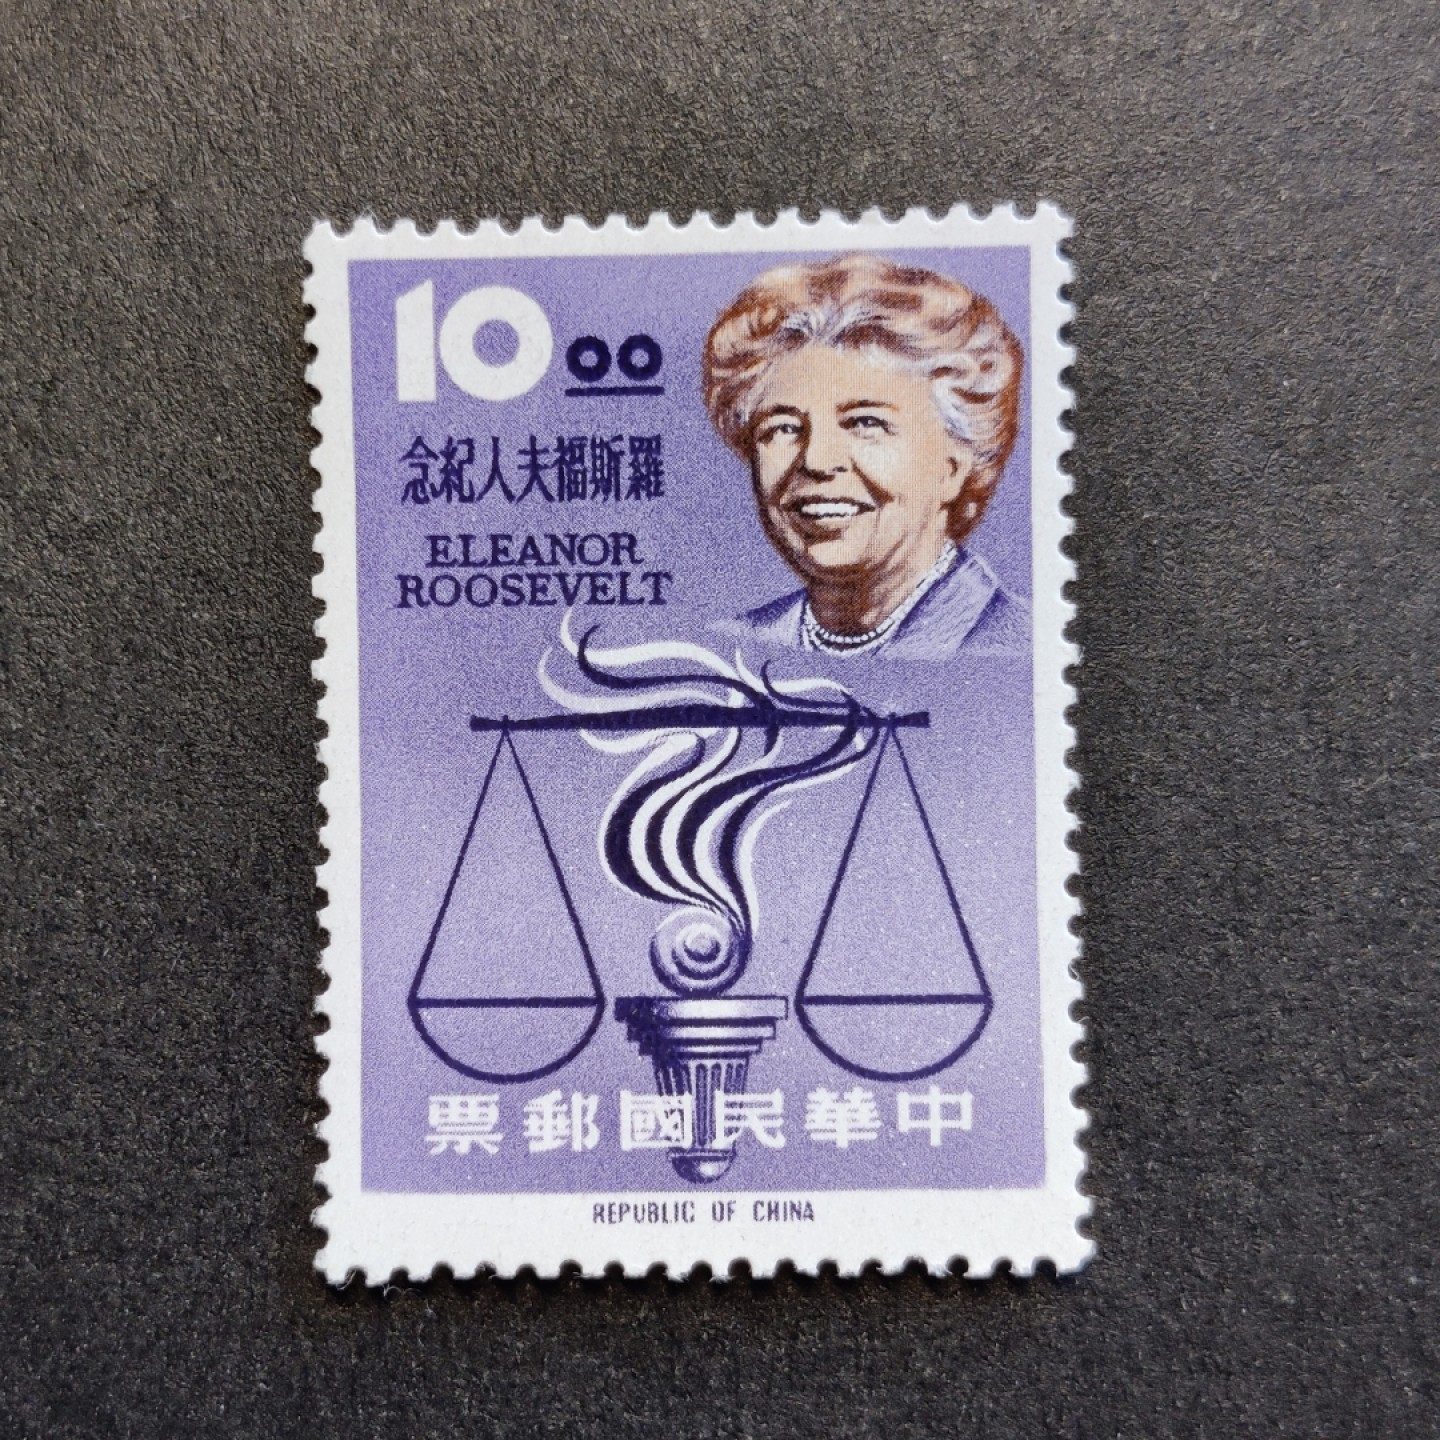 10.00
羅斯福夫人紀念
ELEANOR
ROOSEVELT
中華民國郵票
REPUBLIC OF CHINA